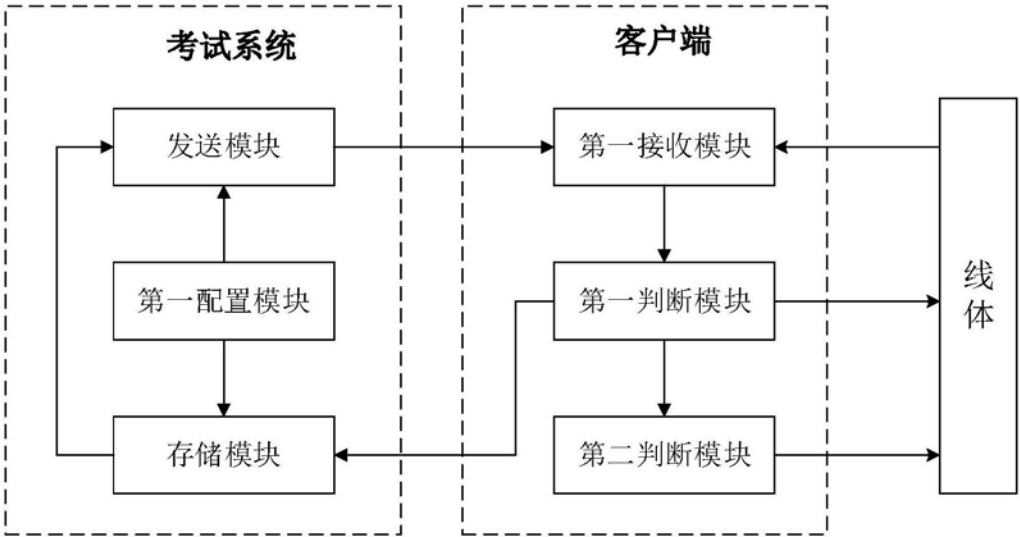 考试系统
客户端
发送模块
第一接收模块
第一配置模块
第一判断模块
线
体
存储模块
第二判断模块